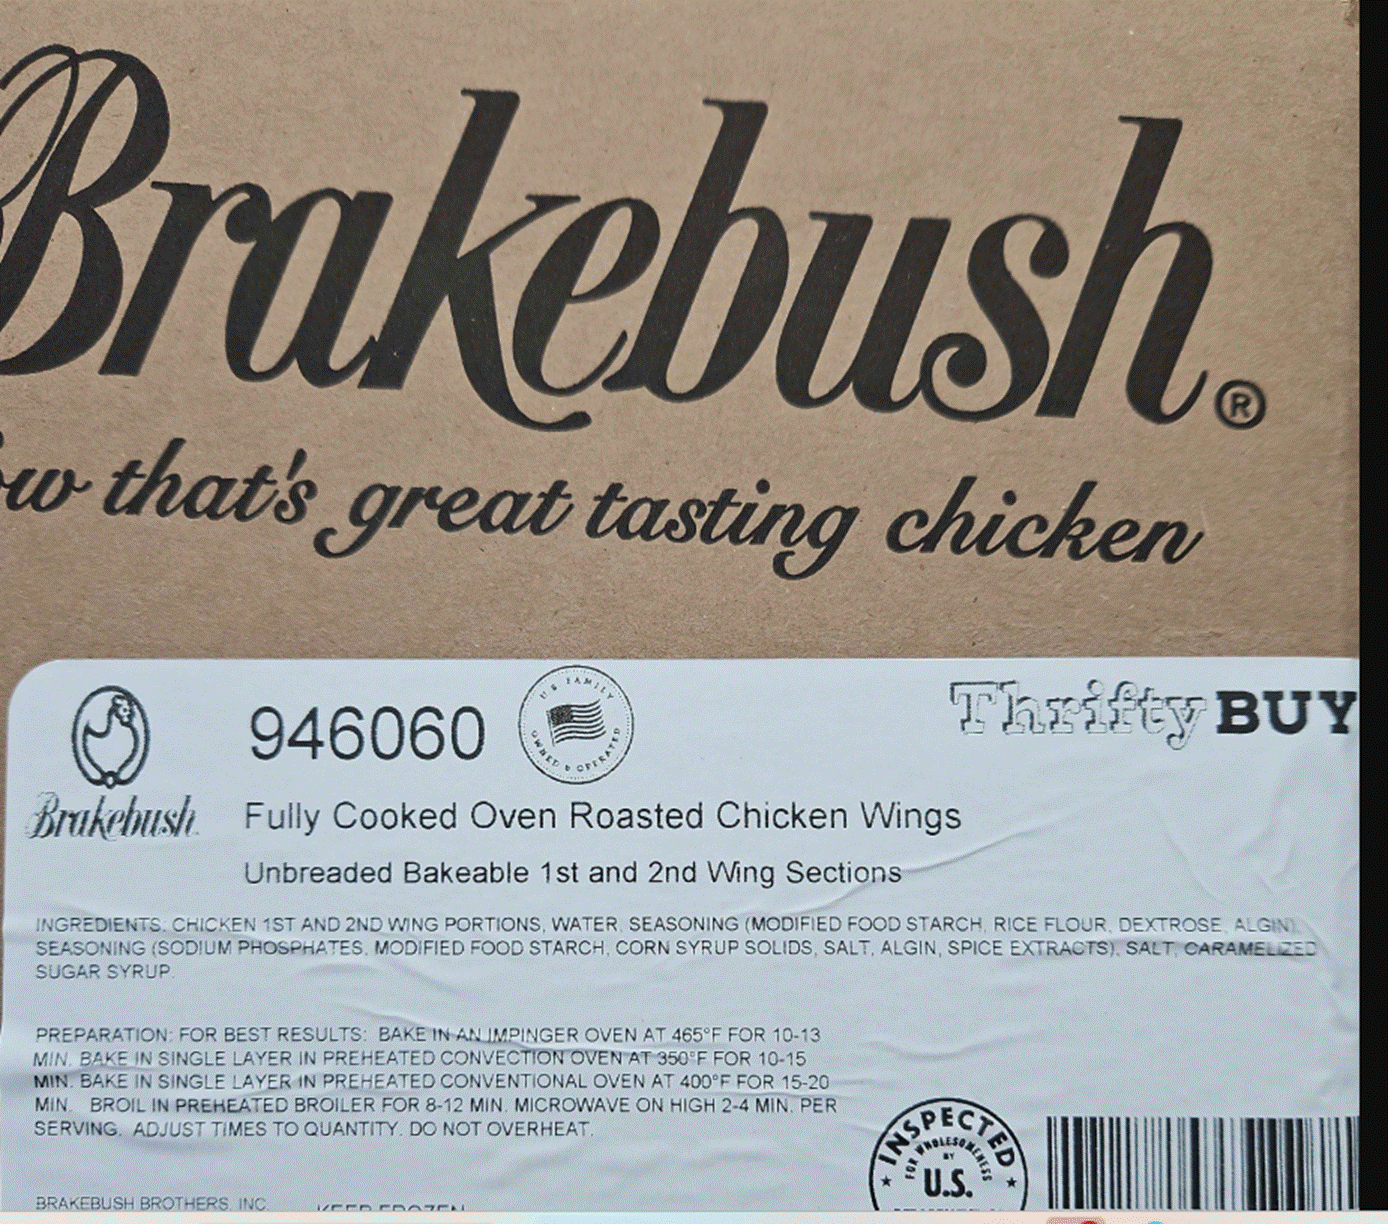 Brakebush®
ow that's great tasting chicken
946060
U.S. FAMILY
OWNED & OPERATED
Thrifty BUY
Brakebush
Fully Cooked Oven Roasted Chicken Wings
Unbreaded Bakeable 1st and 2nd Wing Sections
INGREDIENTS: CHICKEN 1ST AND 2ND WING PORTIONS, WATER, SEASONING (MODIFIED FOOD STARCH, RICE FLOUR, DEXTROSE, ALGIN),
SEASONING (SODIUM PHOSPHATES, MODIFIED FOOD STARCH, CORN SYRUP SOLIDS, SALT, ALGIN, SPICE EXTRACTS), SALT, CARAMELIZED
SUGAR SYRUP.
PREPARATION: FOR BEST RESULTS: BAKE IN AN IMPINGER OVEN AT 465°F FOR 10-13
MIN. BAKE IN SINGLE LAYER IN PREHEATED CONVECTION OVEN AT 350°F FOR 10-15
MIN. BAKE IN SINGLE LAYER IN PREHEATED CONVENTIONAL OVEN AT 400°F FOR 15-20
MIN. BROIL IN PREHEATED BROILER FOR 8-12 MIN. MICROWAVE ON HIGH 2-4 MIN. PER
SERVING. ADJUST TIMES TO QUANTITY. DO NOT OVERHEAT.
INSPECTED
FOR WHOLESOMENESS
BY
U.S.
BRAKEBUSH BROTHERS, INC.
KEEP FROZEN